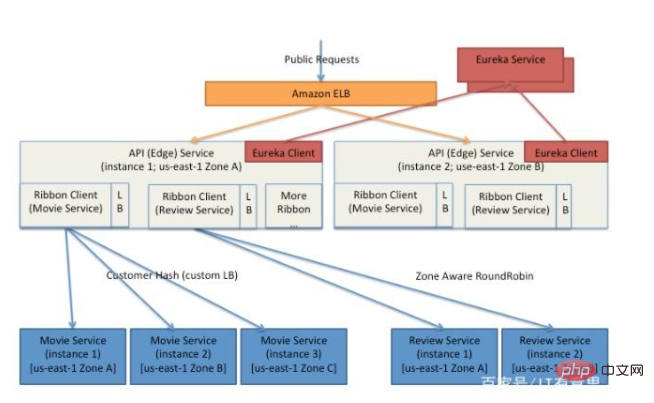 Public Requests
Eureka Service
Amazon ELB
API (Edge) Service
(instance 1; us-east-1 Zone A)
Eureka Client
API (Edge) Service
(instance 2; use-east-1 Zone B)
Eureka Client
Ribbon Client
(Movie Service)
L
B
Ribbon Client
(Review Service)
L
B
More
Ribbon
...
Ribbon Client
(Movie Service)
L
B
Ribbon Client
(Review Service)
L
B
Customer Hash (custom LB)
Zone Aware RoundRobin
Movie Service
(instance 1)
[us-east-1 Zone A]
Movie Service
(instance 2)
[us-east-1 Zone B]
Movie Service
(instance 3)
[us-east-1 Zone C]
Review Service
(instance 1)
[us-east-1 Zone A]
Review Service
(instance 2)
[us-east-1
php 中文网